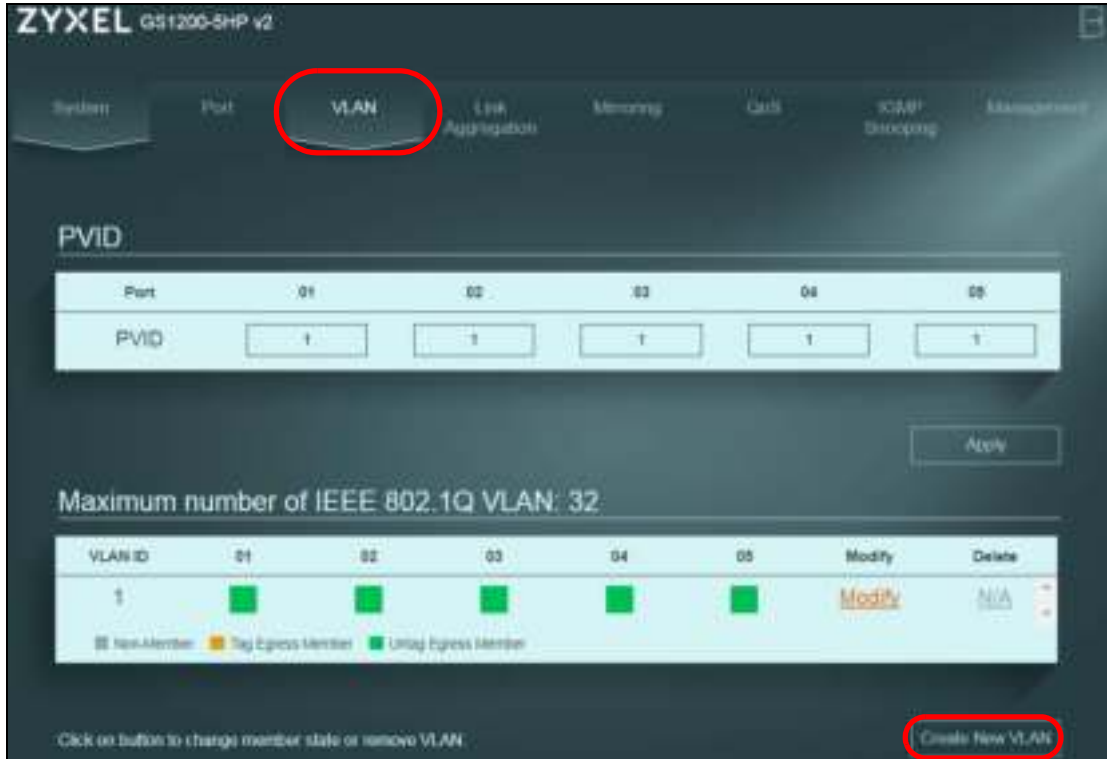 ZYXEL GS1200-5HP v2
System Port VLAN Link Aggregation Mirroring QoS IGMP Snooping Management
PVID
Port 01 02 03 04 05
PVID 1 1 1 1 1
Apply
Maximum number of IEEE 802.1Q VLAN: 32
VLAN ID 01 02 03 04 05 Modify Delete
1 Modify N/A
Non-Member Tag Egress Member Untag Egress Member
Click on button to change member state or remove VLAN.
Create New VLAN